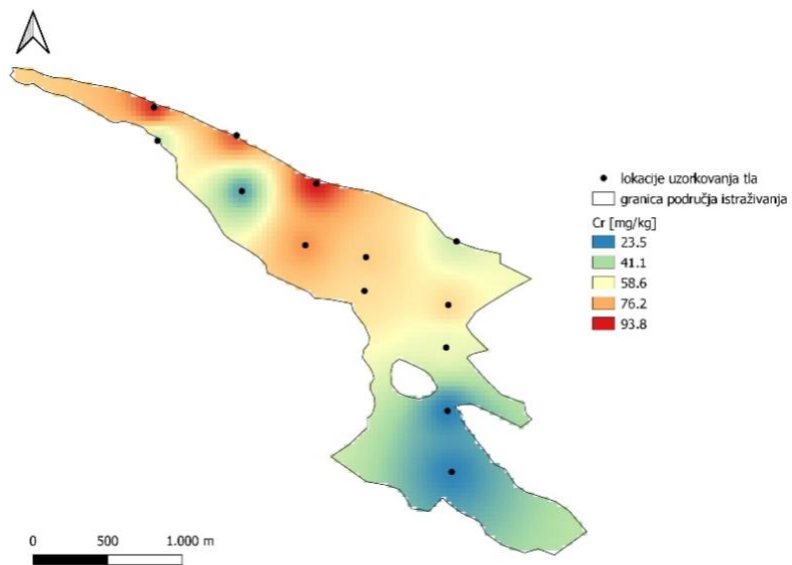 lokacije uzorkovanja tla
granica područja istraživanja
Cr [mg/kg]
23.5
41.1
58.6
76.2
93.8
0 500 1.000 m